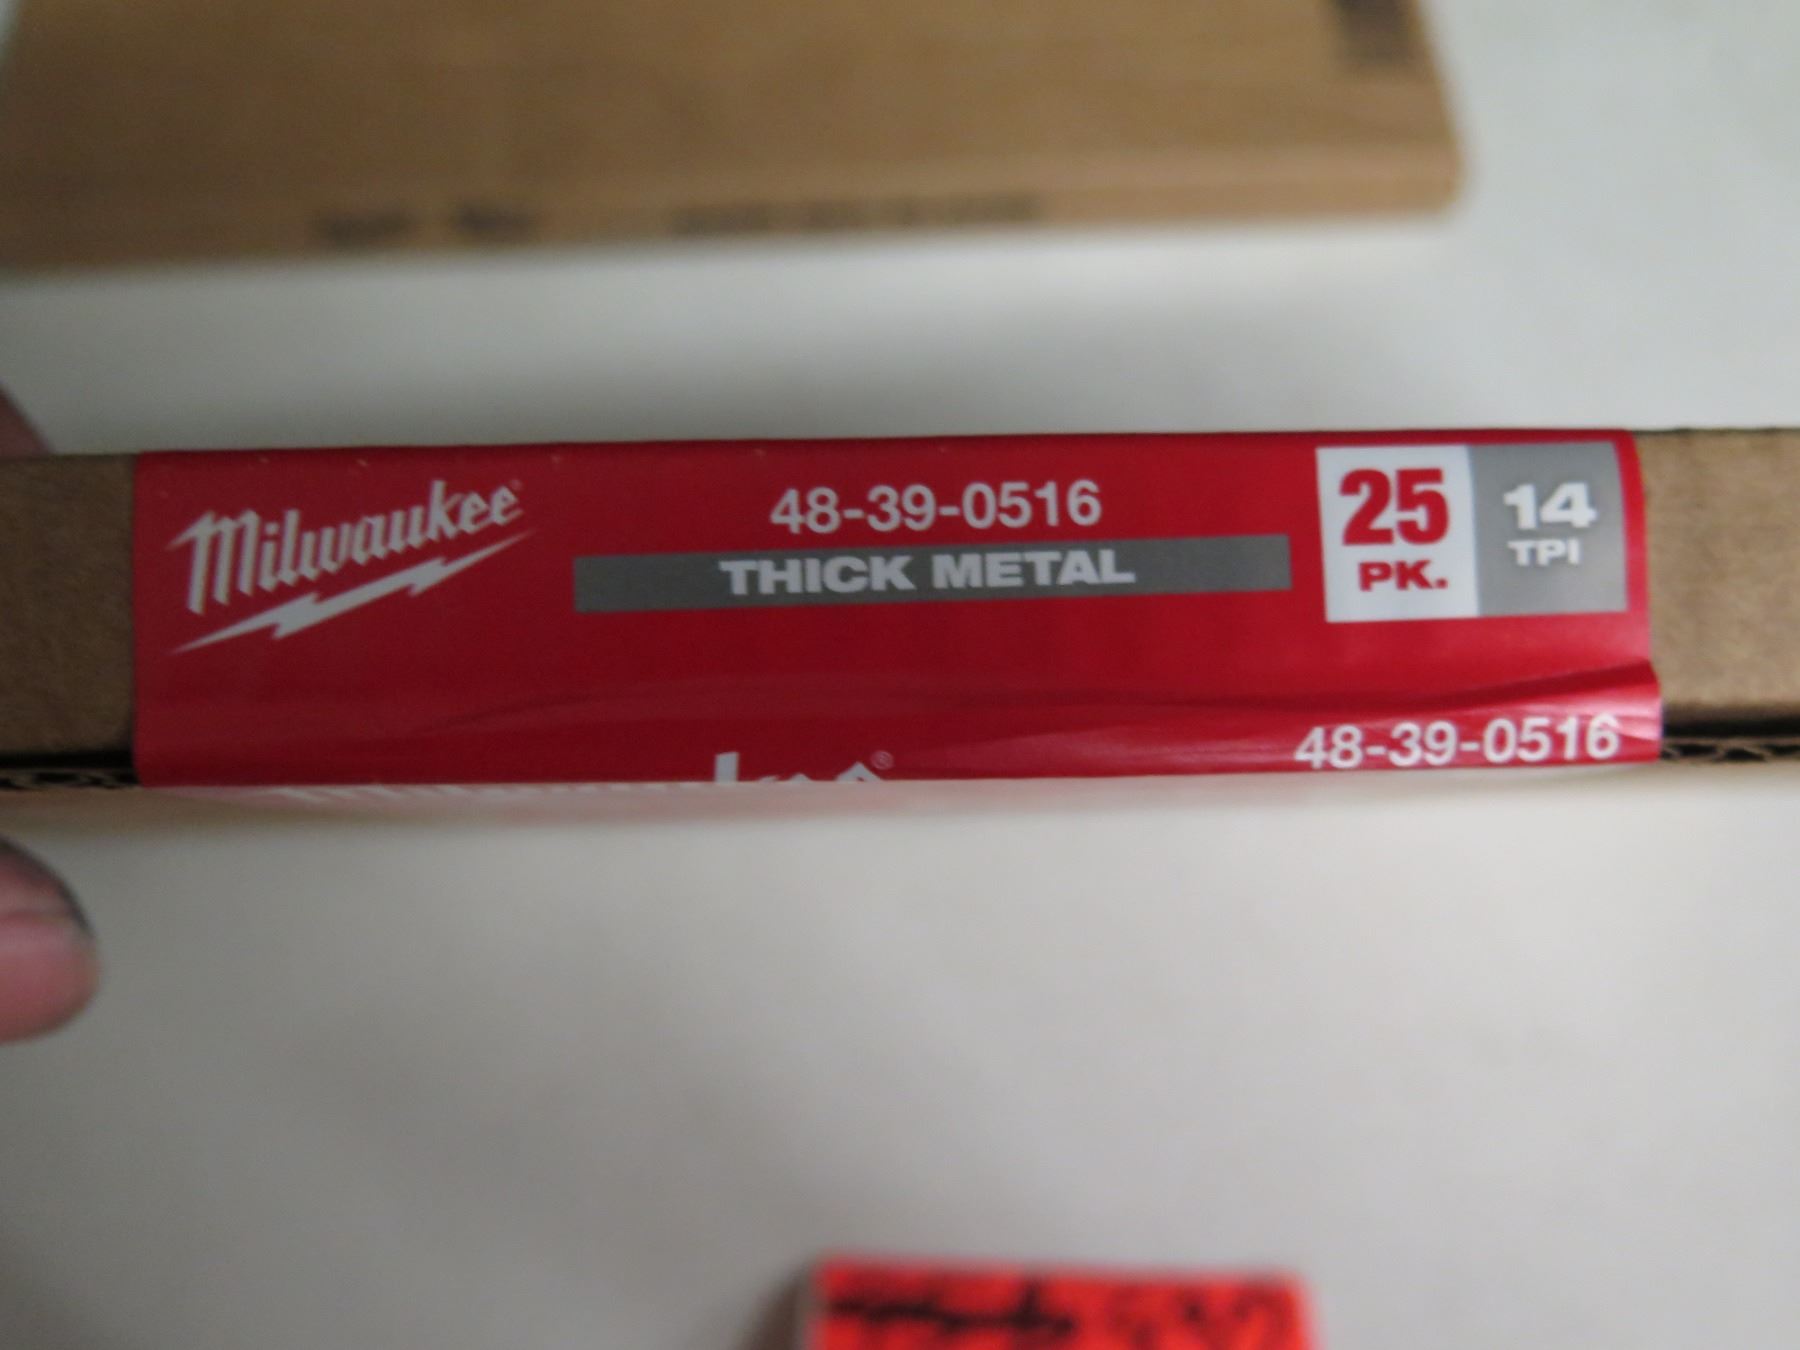 Milwaukee®
48-39-0516
THICK METAL
25 PK.
14 TPI
48-39-0516